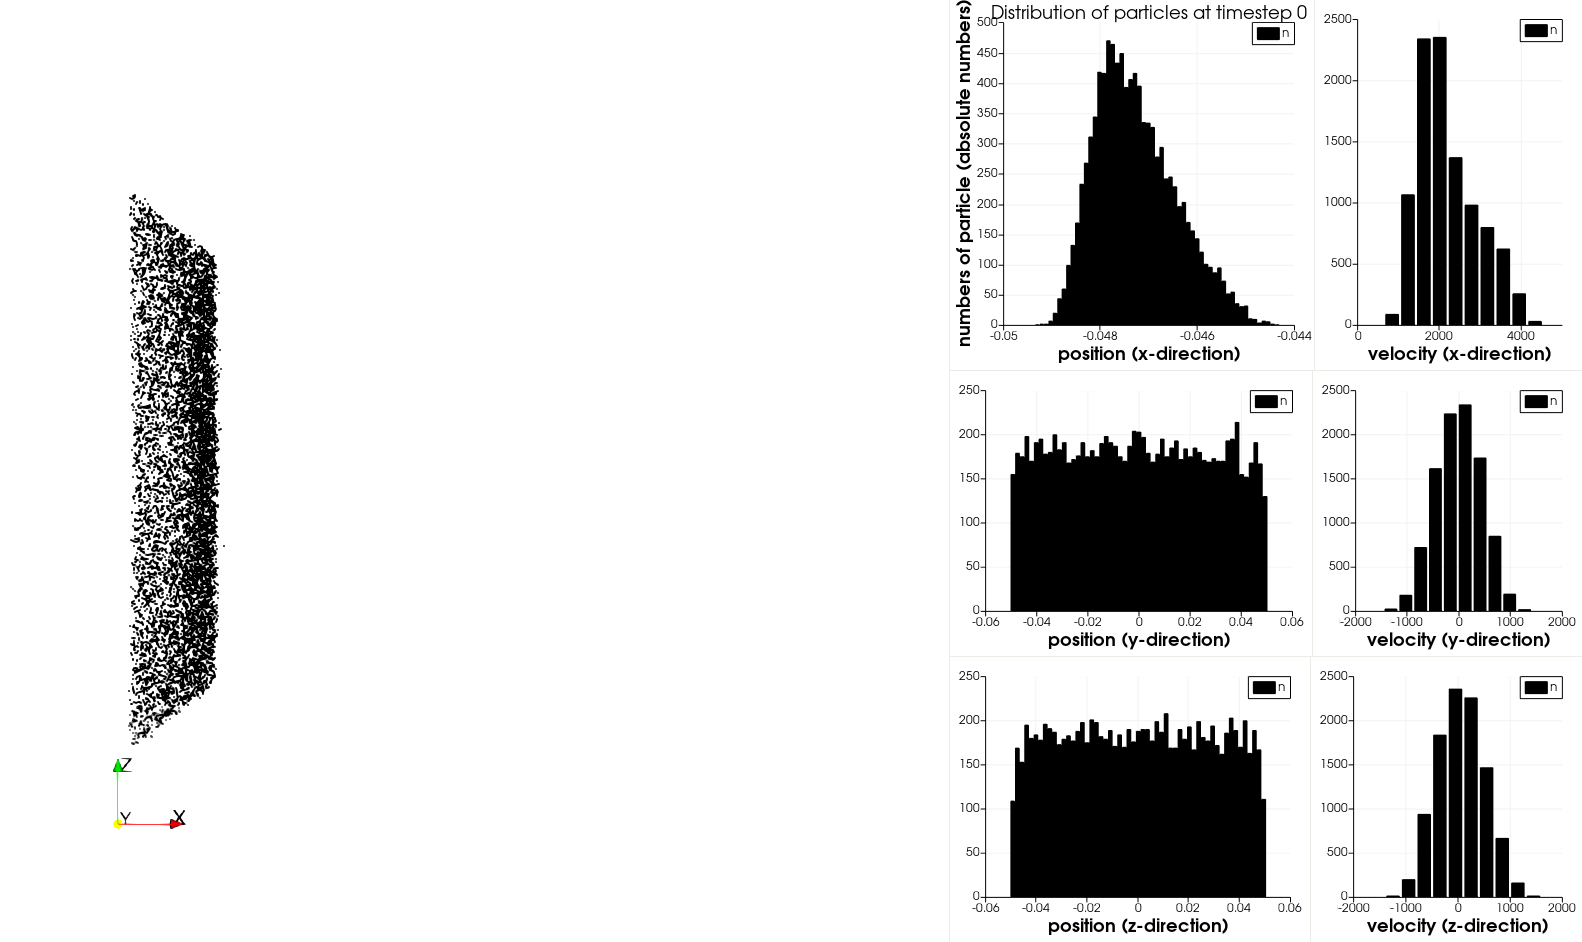 Distribution of particles at timestep 0
numbers of particle (absolute numbers)
n
500
450
400
350
300
250
200
150
100
50
0
-0.05 -0.048 -0.046 -0.044
position (x-direction)
n
2500
2000
1500
1000
500
0
0 2000 4000
velocity (x-direction)
n
250
200
150
100
50
0
-0.06 -0.04 -0.02 0 0.02 0.04 0.06
position (y-direction)
n
2500
2000
1500
1000
500
0
-2000 -1000 0 1000 2000
velocity (y-direction)
n
250
200
150
100
50
0
-0.06 -0.04 -0.02 0 0.02 0.04 0.06
position (z-direction)
n
2500
2000
1500
1000
500
0
-2000 -1000 0 1000 2000
velocity (z-direction)
Z
Y X